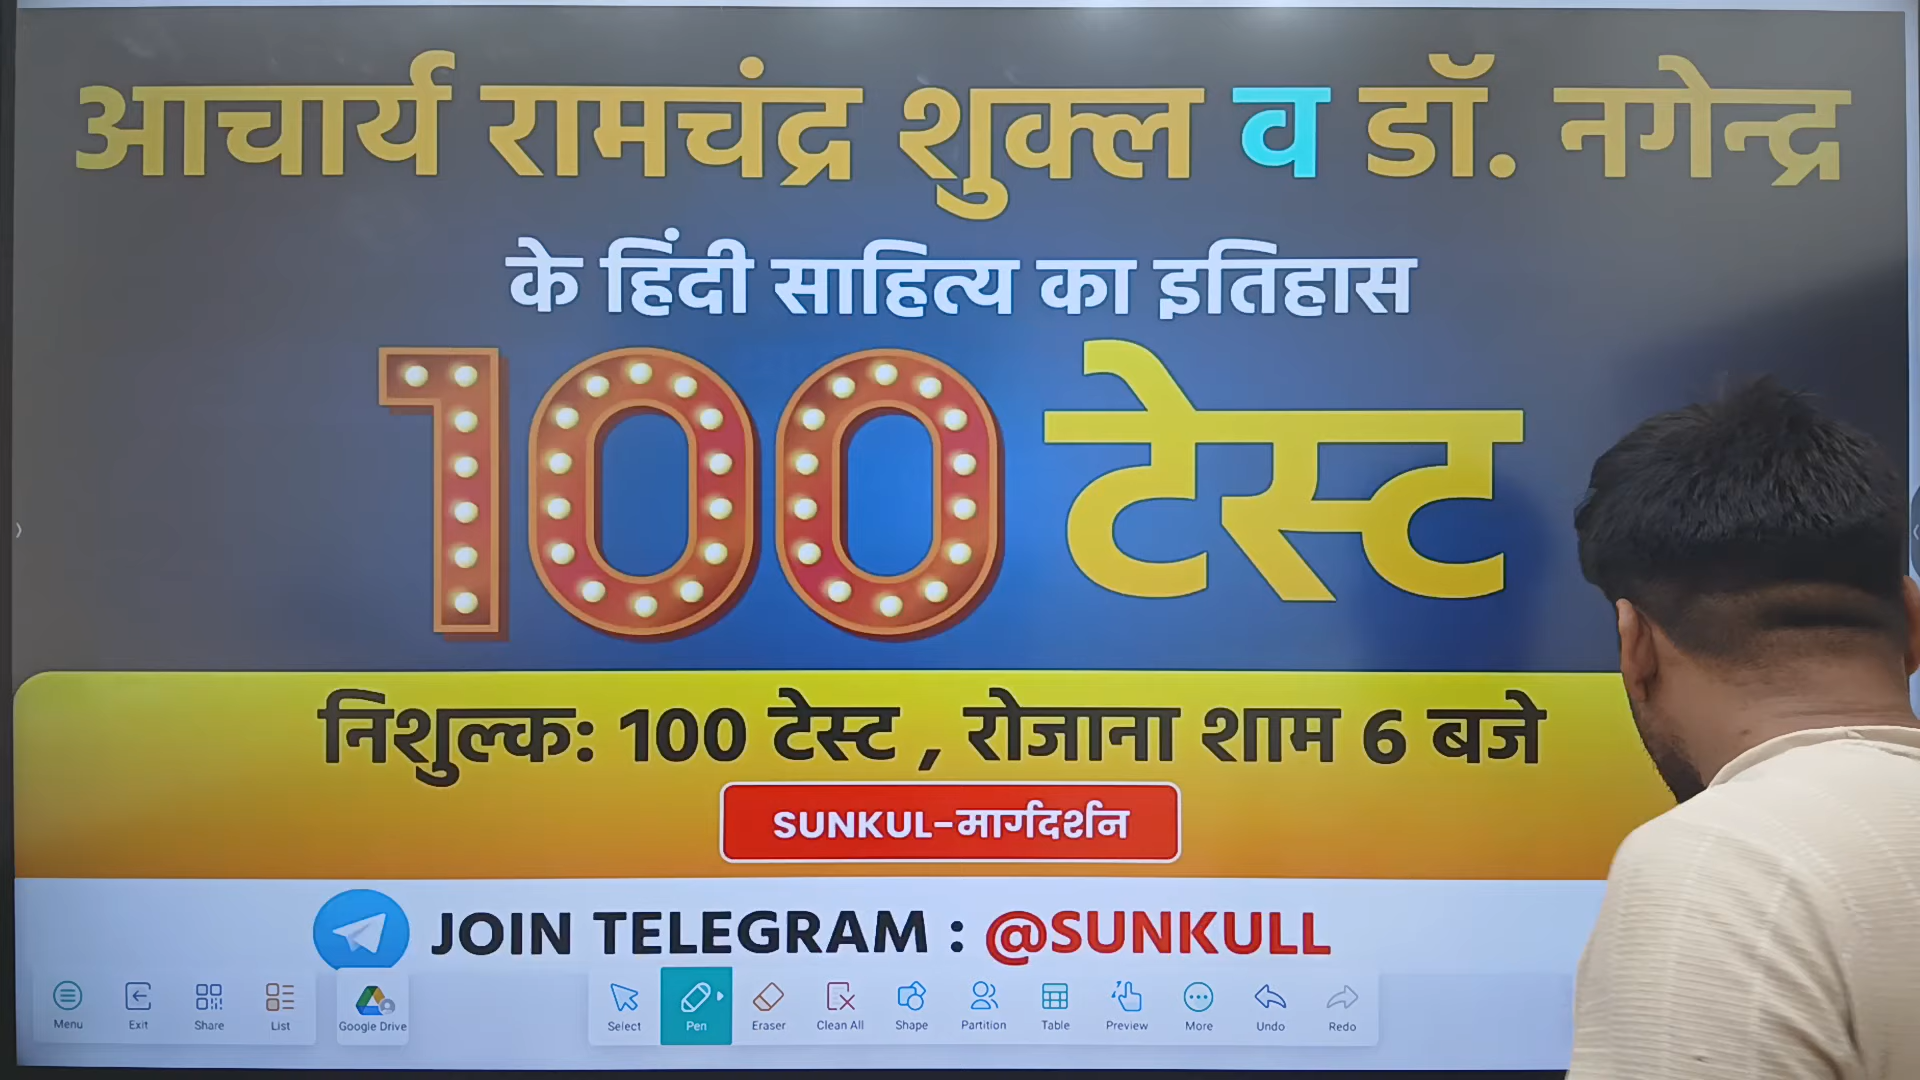 आचार्य रामचंद्र शुक्ल व डॉ. नगेन्द्र
के हिंदी साहित्य का इतिहास
100 टेस्ट
निशुल्क: 100 टेस्ट , रोजाना शाम 6 बजे
SUNKUL-मार्गदर्शन
JOIN TELEGRAM : @SUNKULL
Menu Exit Share List Google Drive Select Pen Eraser Clean All Shape Partition Table Preview More Undo Redo